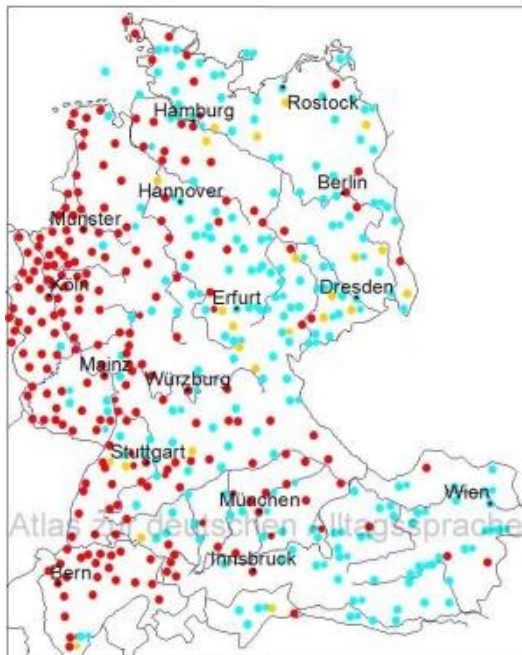 Rostock
Hamburg
Berlin
Hannover
Münster
Dresden
Erfurt
Köln
Mainz
Würzburg
Stuttgart
Wien
München
Atlas zur deutschen Alltagssprache
Innsbruck
Bern